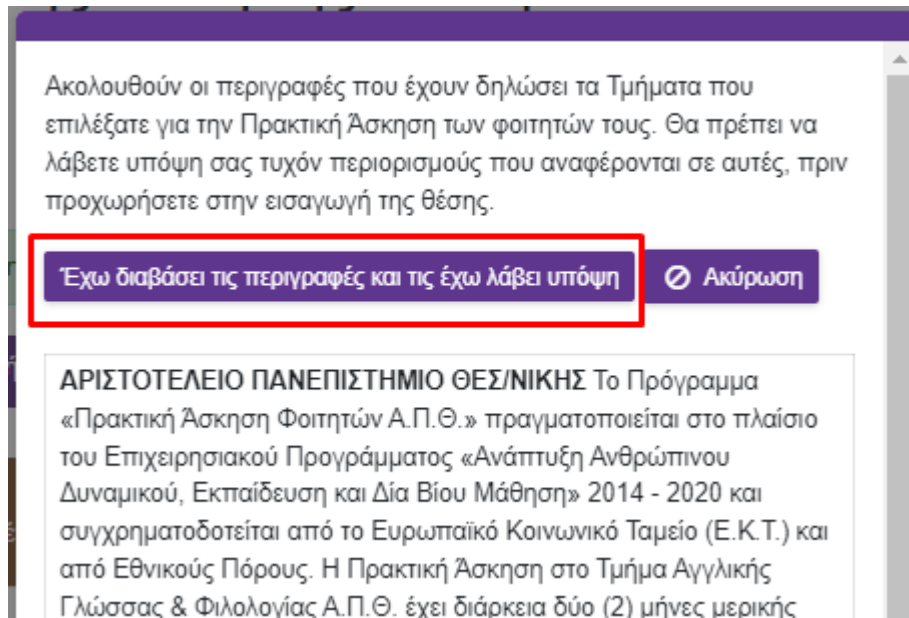 Ακολουθούν οι περιγραφές που έχουν δηλώσει τα Τμήματα που
επιλέξατε για την Πρακτική Άσκηση των φοιτητών τους. Θα πρέπει να
λάβετε υπόψη σας τυχόν περιορισμούς που αναφέρονται σε αυτές, πριν
προχωρήσετε στην εισαγωγή της θέσης.
Έχω διαβάσει τις περιγραφές και τις έχω λάβει υπόψη Ακύρωση
ΑΡΙΣΤΟΤΕΛΕΙΟ ΠΑΝΕΠΙΣΤΗΜΙΟ ΘΕΣ/ΝΙΚΗΣ Το Πρόγραμμα
«Πρακτική Άσκηση Φοιτητών Α.Π.Θ.» πραγματοποιείται στο πλαίσιο
του Επιχειρησιακού Προγράμματος «Ανάπτυξη Ανθρώπινου
Δυναμικού, Εκπαίδευση και Δία Βίου Μάθηση» 2014 - 2020 και
συγχρηματοδοτείται από το Ευρωπαϊκό Κοινωνικό Ταμείο (Ε.Κ.Τ.) και
από Εθνικούς Πόρους. Η Πρακτική Άσκηση στο Τμήμα Αγγλικής
Γλώσσας & Φιλολογίας Α.Π.Θ. έχει διάρκεια δύο (2) μήνες μερικής